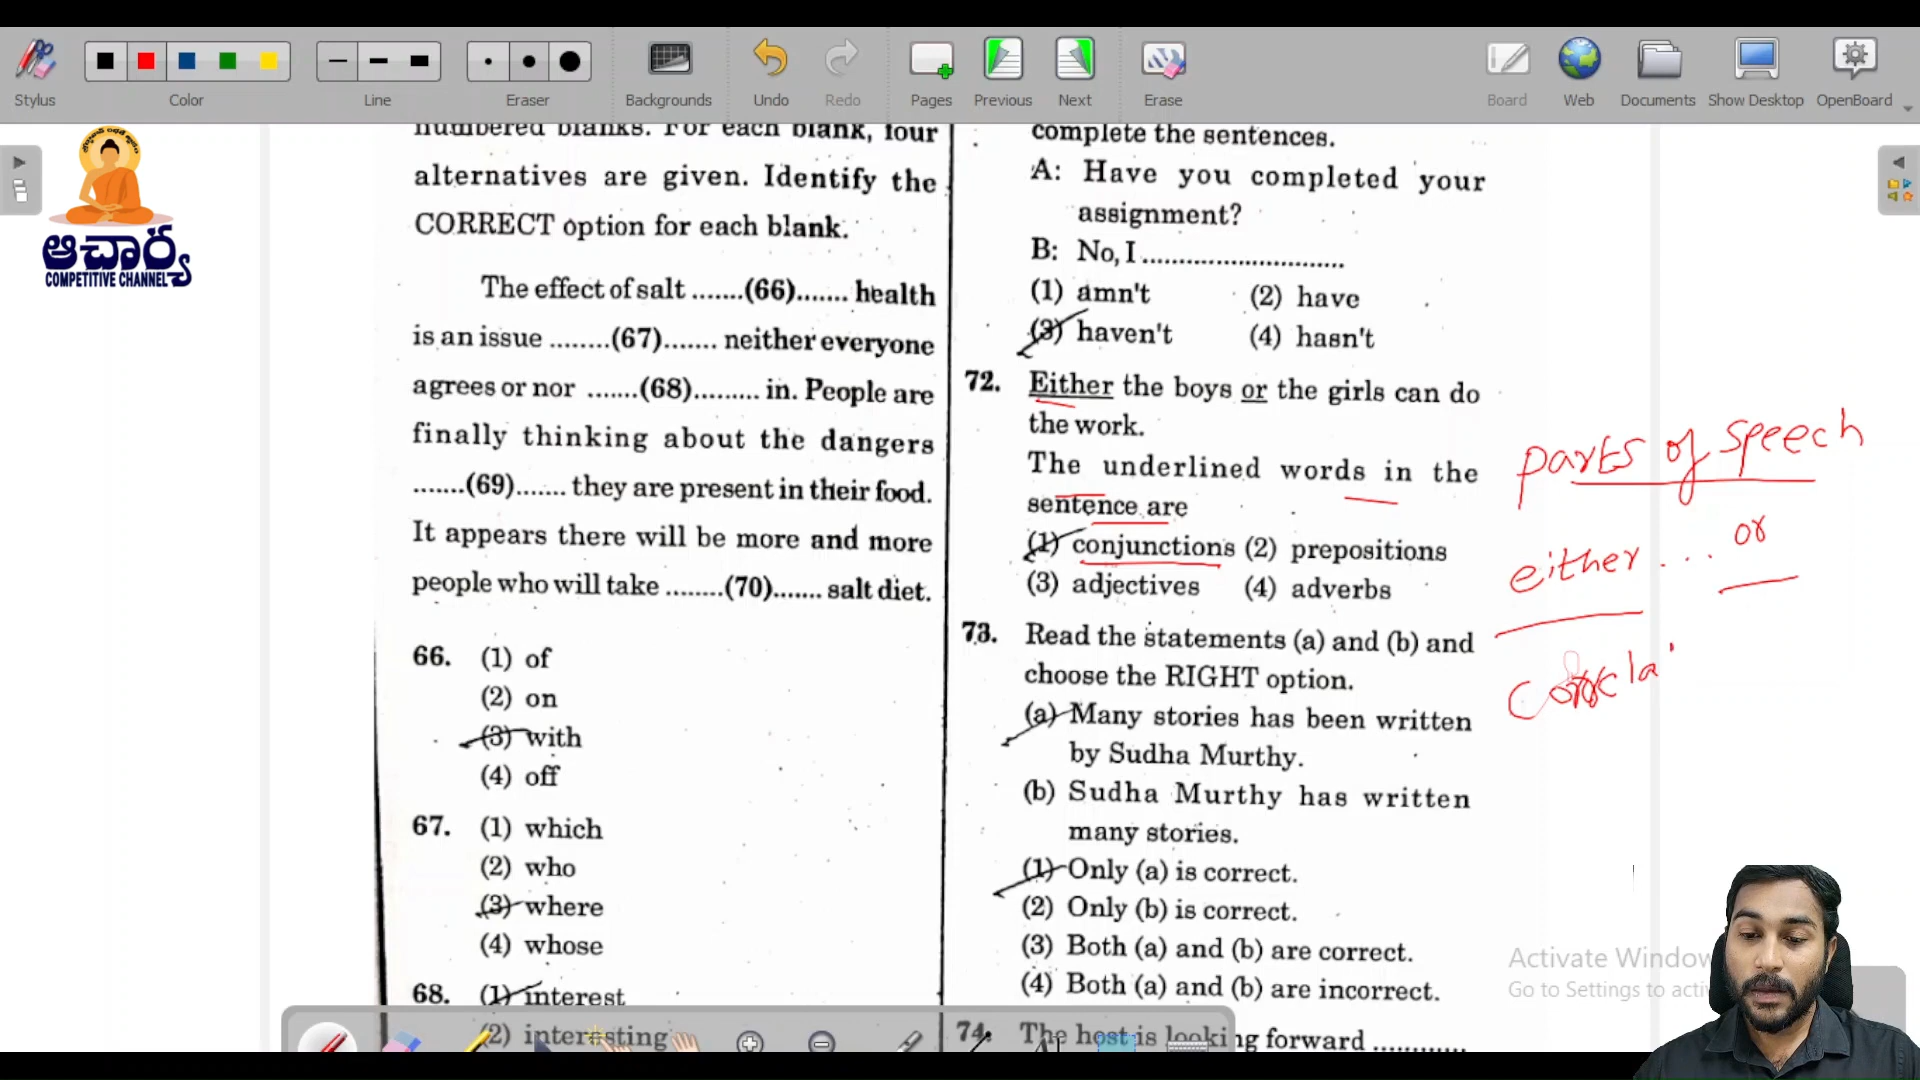 Stylus
Color
Line
Eraser
Backgrounds
Undo
Redo
Pages
Previous
Next
Erase
Board
Web
Documents
Show Desktop
OpenBoard
ఆచార్య
COMPETITIVE CHANNEL
numbered blanks. For each blank, four
alternatives are given. Identify the
CORRECT option for each blank.
The effect of salt .......(66)....... health
is an issue ........(67)....... neither everyone
agrees or nor .......(68)......... in. People are
finally thinking about the dangers
.......(69)....... they are present in their food.
It appears there will be more and more
people who will take ........(70)....... salt diet.
66. (1) of
(2) on
(3) with
(4) off
67. (1) which
(2) who
(3) where
(4) whose
68. (1) interest
(2) interesting
complete the sentences.
A: Have you completed your
assignment?
B: No, I ............................
(1) amn't (2) have
(3) haven't (4) hasn't
72. Either the boys or the girls can do
the work.
The underlined words in the
sentence are
(1) conjunctions (2) prepositions
(3) adjectives (4) adverbs
73. Read the statements (a) and (b) and
choose the RIGHT option.
(a) Many stories has been written
by Sudha Murthy.
(b) Sudha Murthy has written
many stories.
(1) Only (a) is correct.
(2) Only (b) is correct.
(3) Both (a) and (b) are correct.
(4) Both (a) and (b) are incorrect.
74. The host is looking forward .............
parts of speech
either ... or
Activate Window
Go to Settings to acti